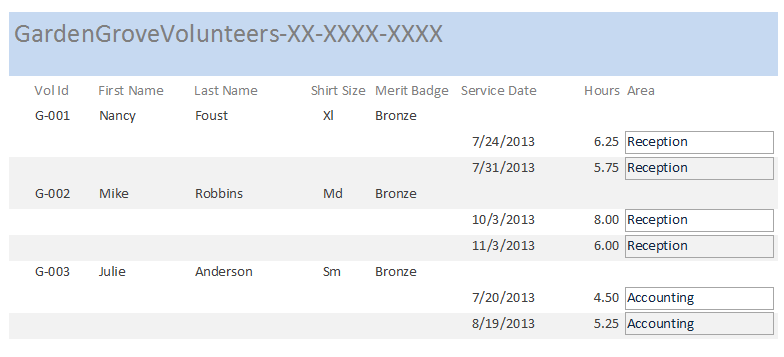 GardenGroveVolunteers-XX-XXXX-XXXX
Vol Id First Name Last Name Shirt Size Merit Badge Service Date Hours Area
G-001 Nancy Foust Xl Bronze
7/24/2013 6.25 Reception
7/31/2013 5.75 Reception
G-002 Mike Robbins Md Bronze
10/3/2013 8.00 Reception
11/3/2013 6.00 Reception
G-003 Julie Anderson Sm Bronze
7/20/2013 4.50 Accounting
8/19/2013 5.25 Accounting